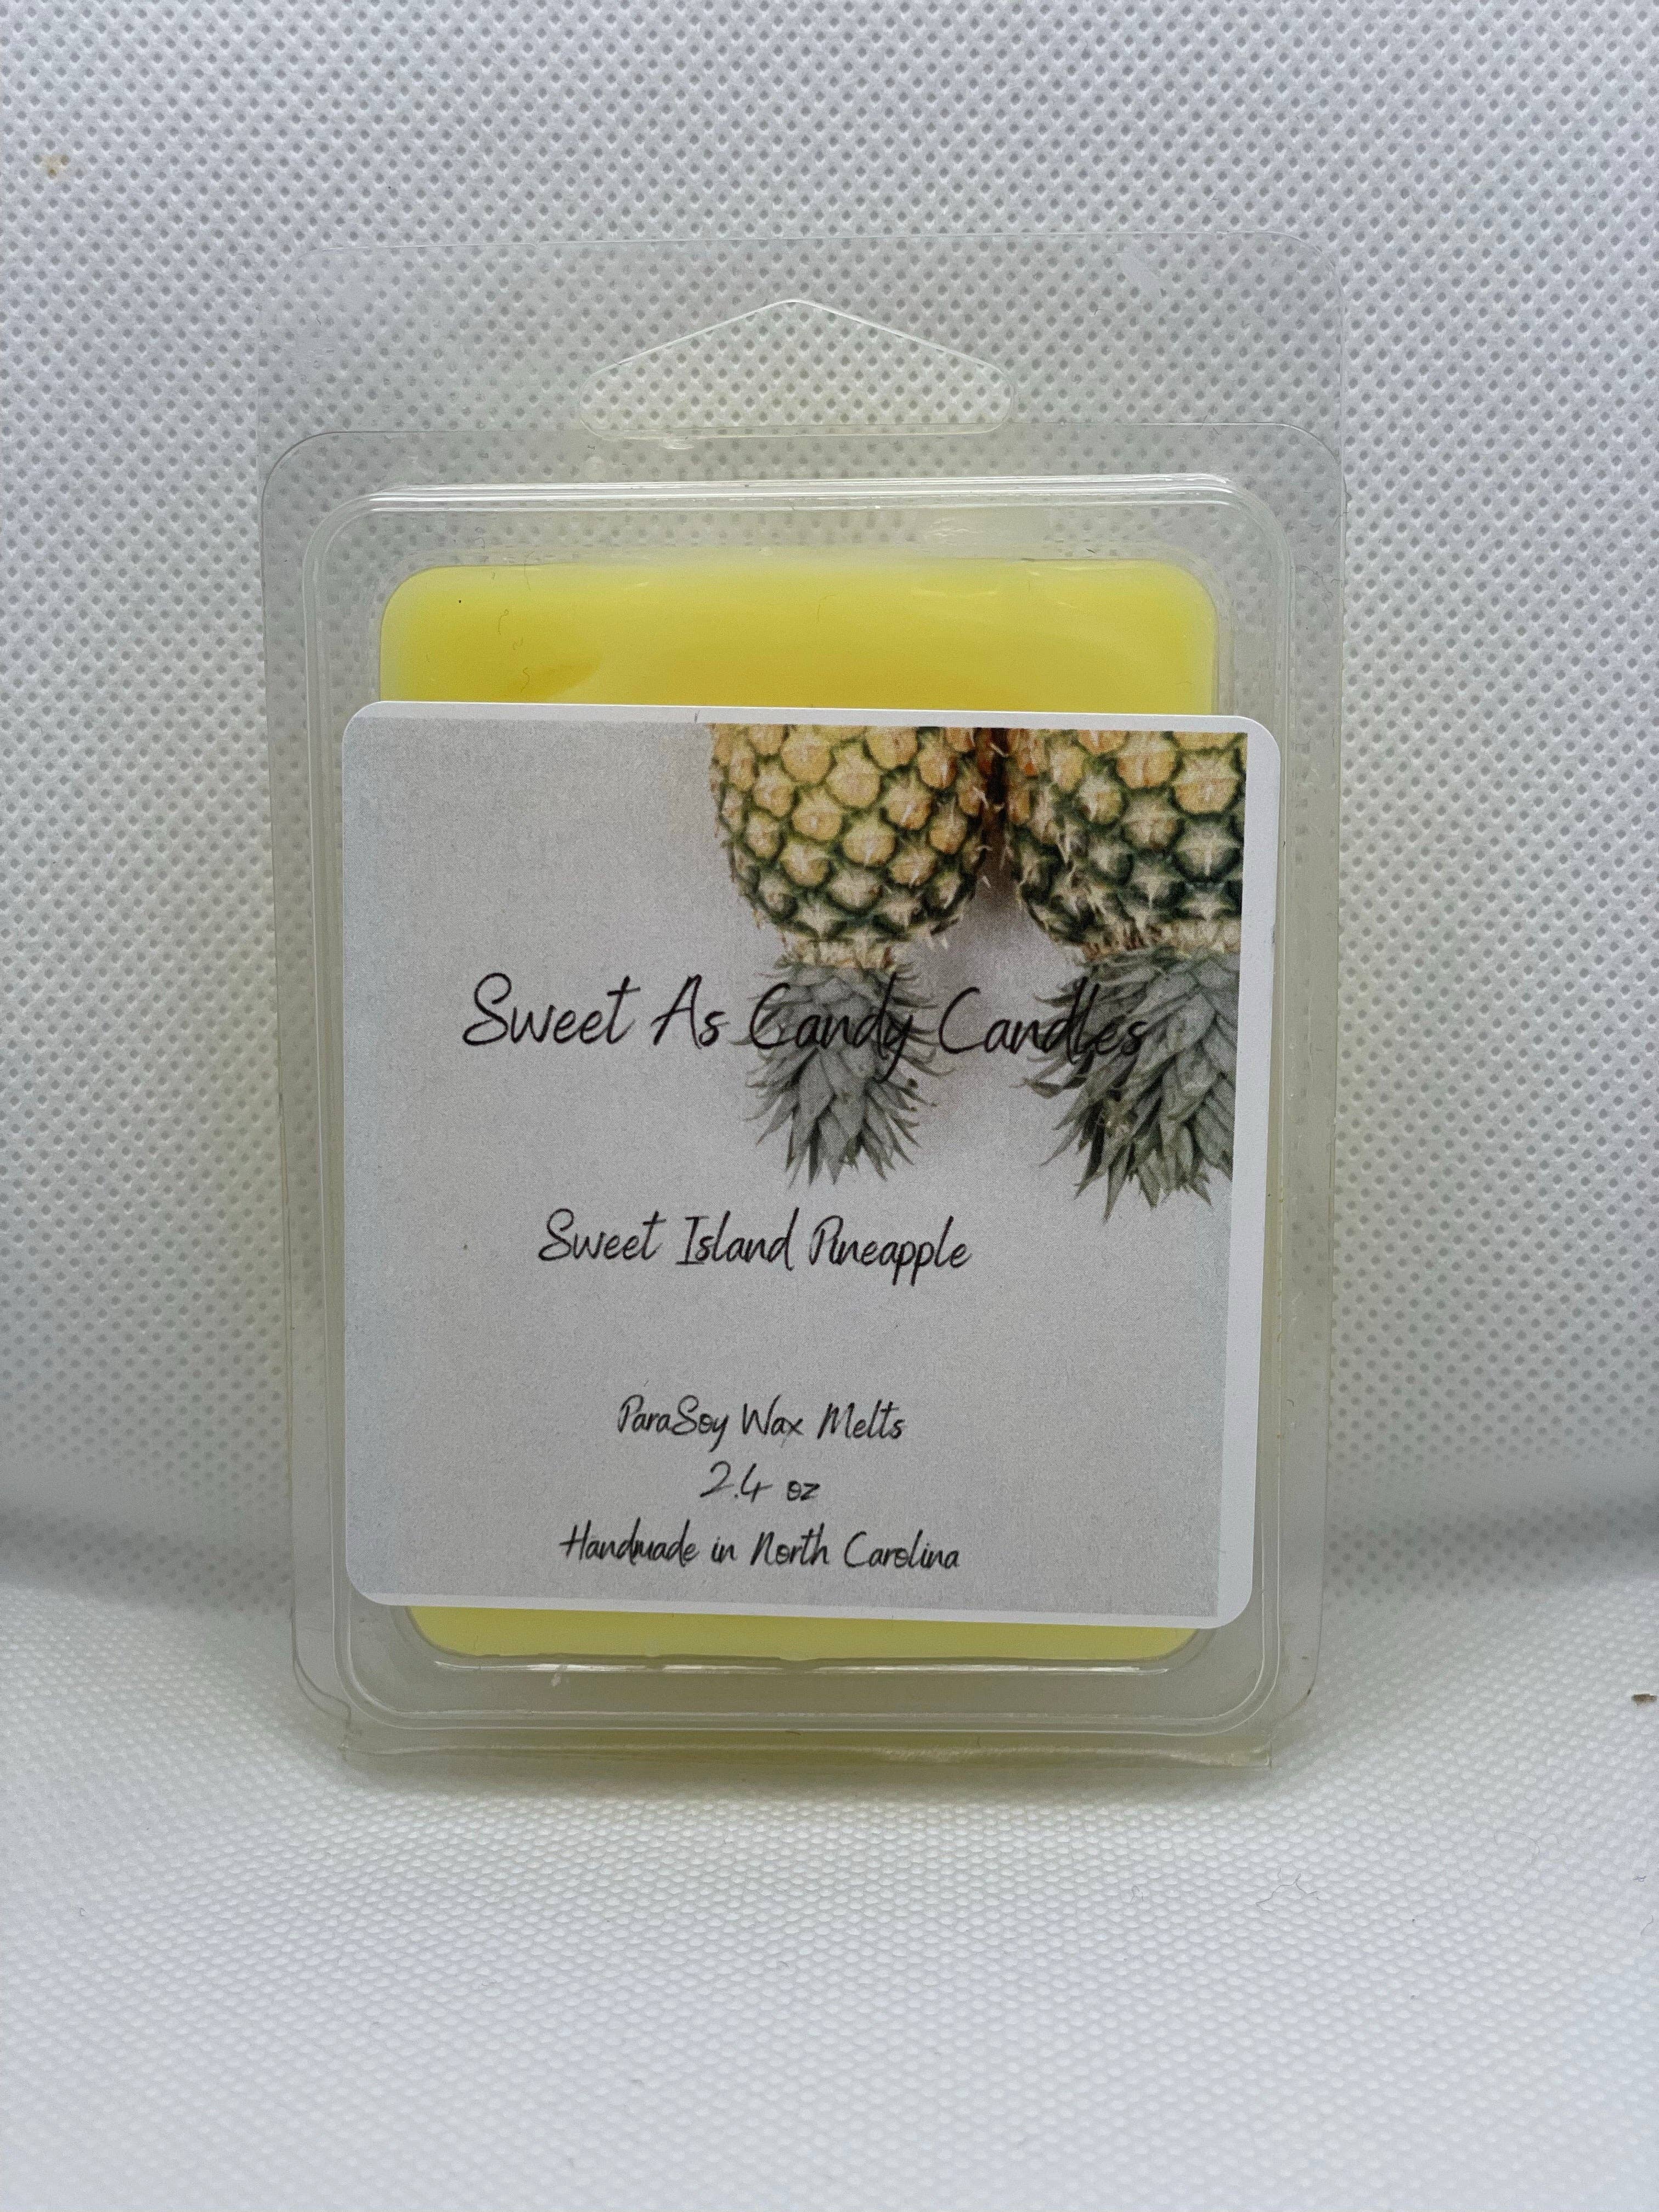 Sweet As Candy Candles
Sweet Island Pineapple
ParaSoy Wax Melts
2.4 oz
Handmade in North Carolina